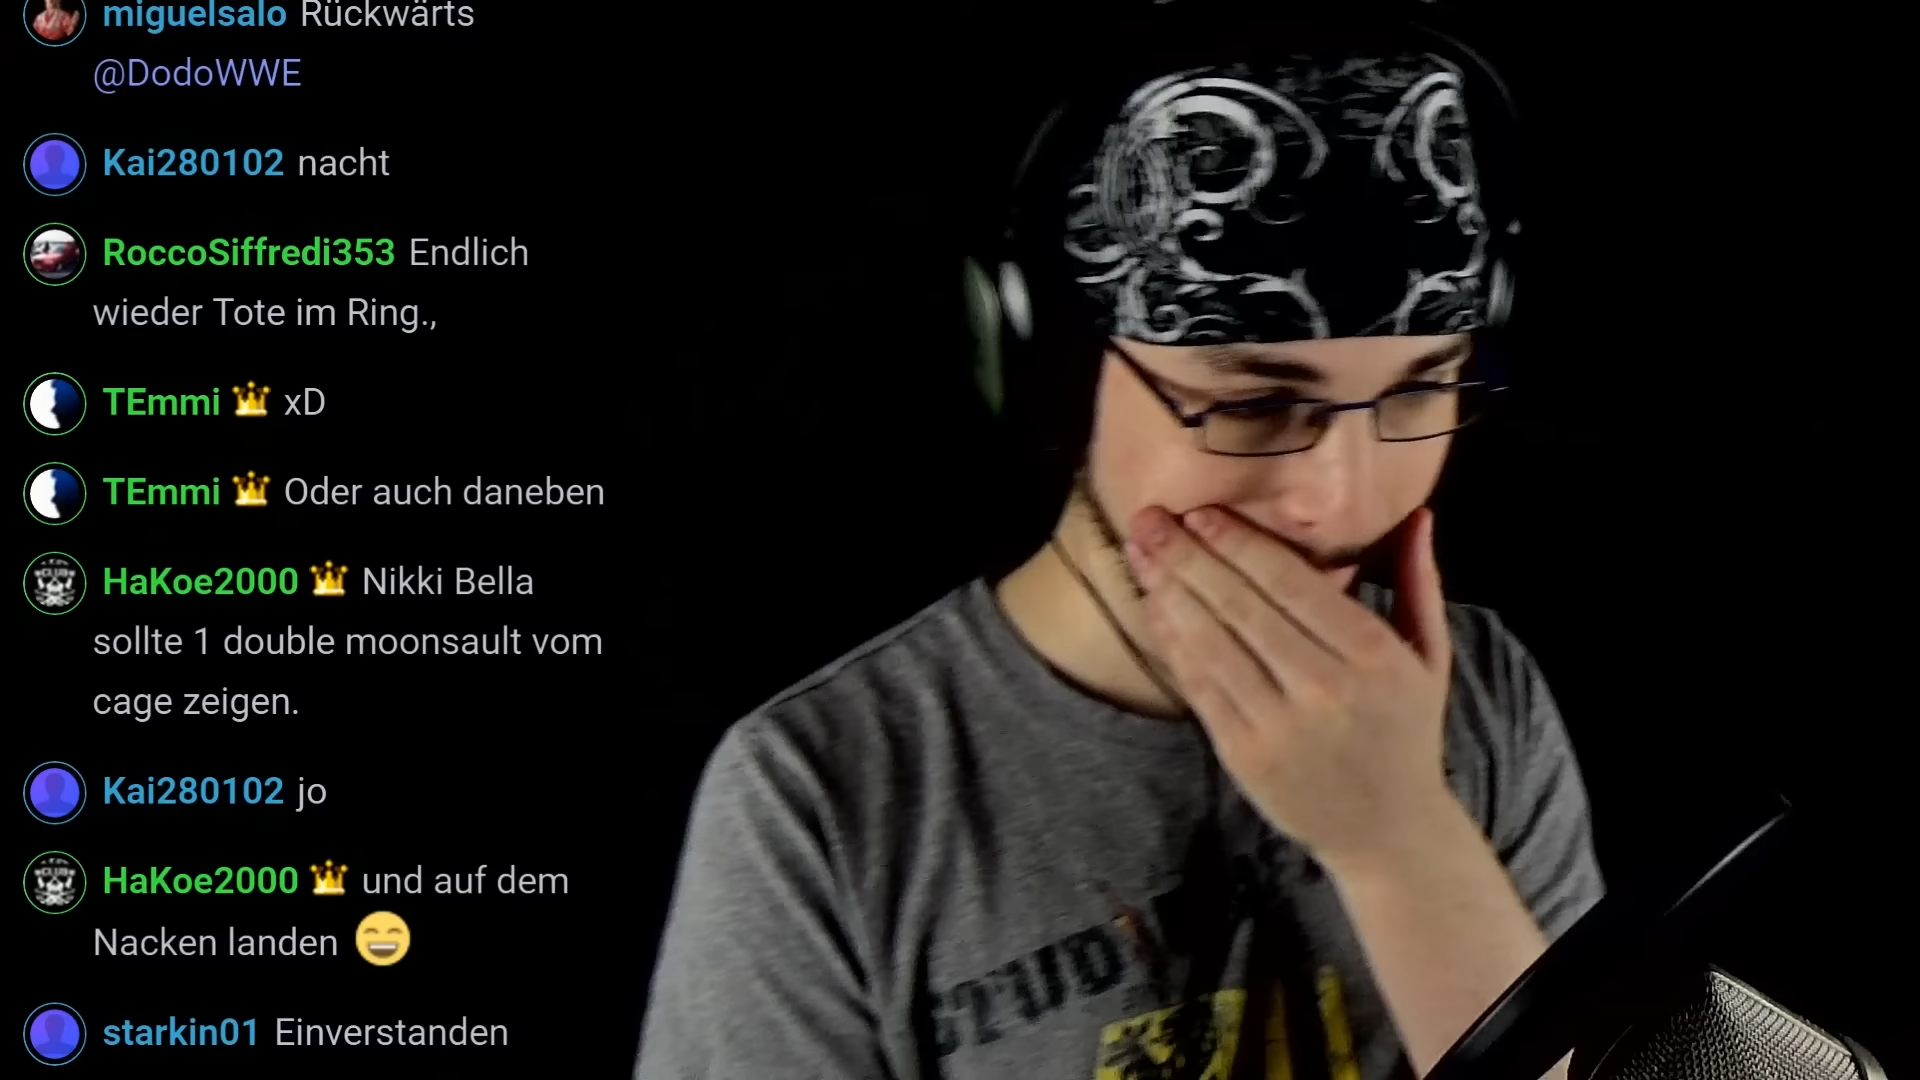 miguelsalo Rückwärts
@DodoWWE
Kai280102 nacht
RoccoSiffredi353 Endlich
wieder Tote im Ring.,
TEmmi xD
TEmmi Oder auch daneben
HaKoe2000 Nikki Bella
sollte 1 double moonsault vom
cage zeigen.
Kai280102 jo
HaKoe2000 und auf dem
Nacken landen 😄
starkin01 Einverstanden